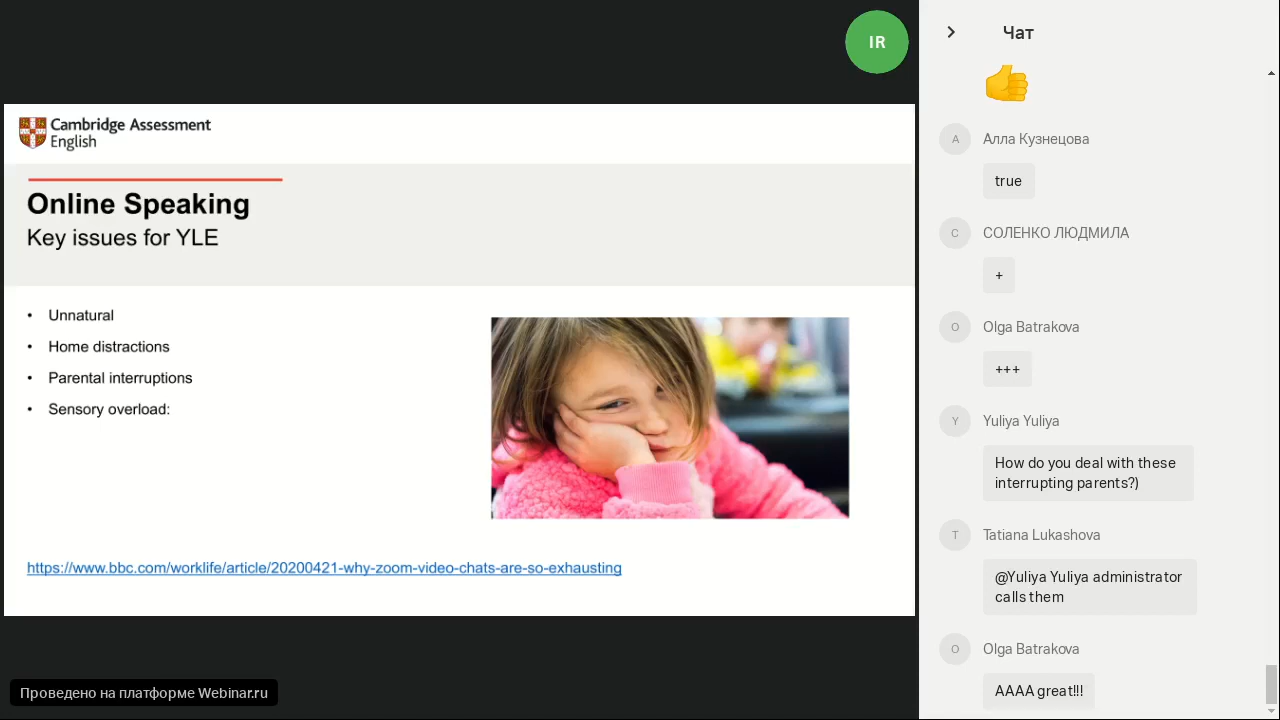 IR
Cambridge Assessment
English
Online Speaking
Key issues for YLE
• Unnatural
• Home distractions
• Parental interruptions
• Sensory overload:
https://www.bbc.com/worklife/article/20200421-why-zoom-video-chats-are-so-exhausting
Проведено на платформе Webinar.ru
Чат
A
Алла Кузнецова
true
С
СОЛЕНКО ЛЮДМИЛА
+
O
Olga Batrakova
+++
Y
Yuliya Yuliya
How do you deal with these
interrupting parents?)
T
Tatiana Lukashova
@Yuliya Yuliya administrator
calls them
O
Olga Batrakova
AAAA great!!!